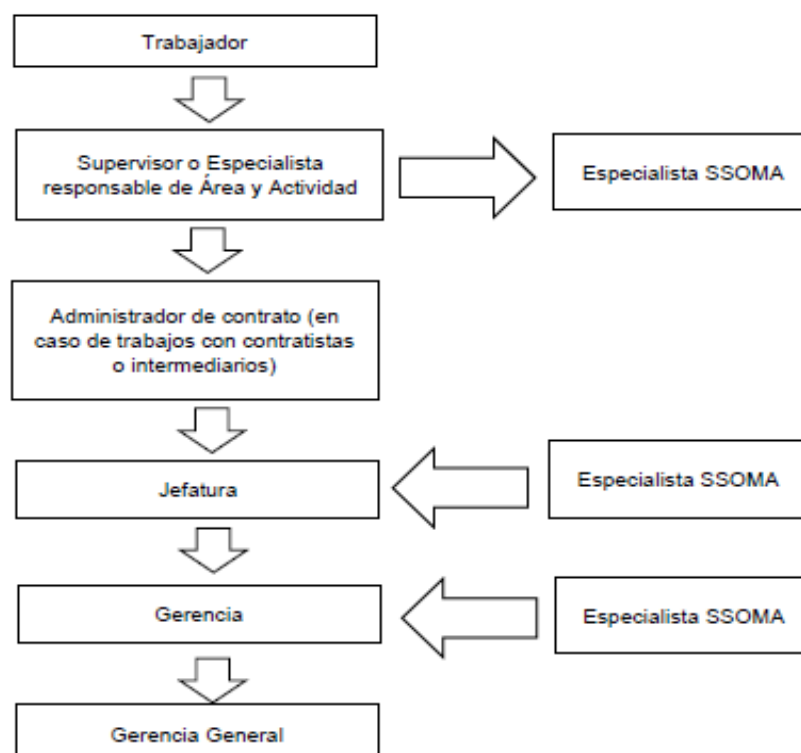 Trabajador
Supervisor o Especialista
responsable de Área y Actividad
Especialista SSOMA
Administrador de contrato (en
caso de trabajos con contratistas
o intermediarios)
Jefatura
Especialista SSOMA
Gerencia
Especialista SSOMA
Gerencia General